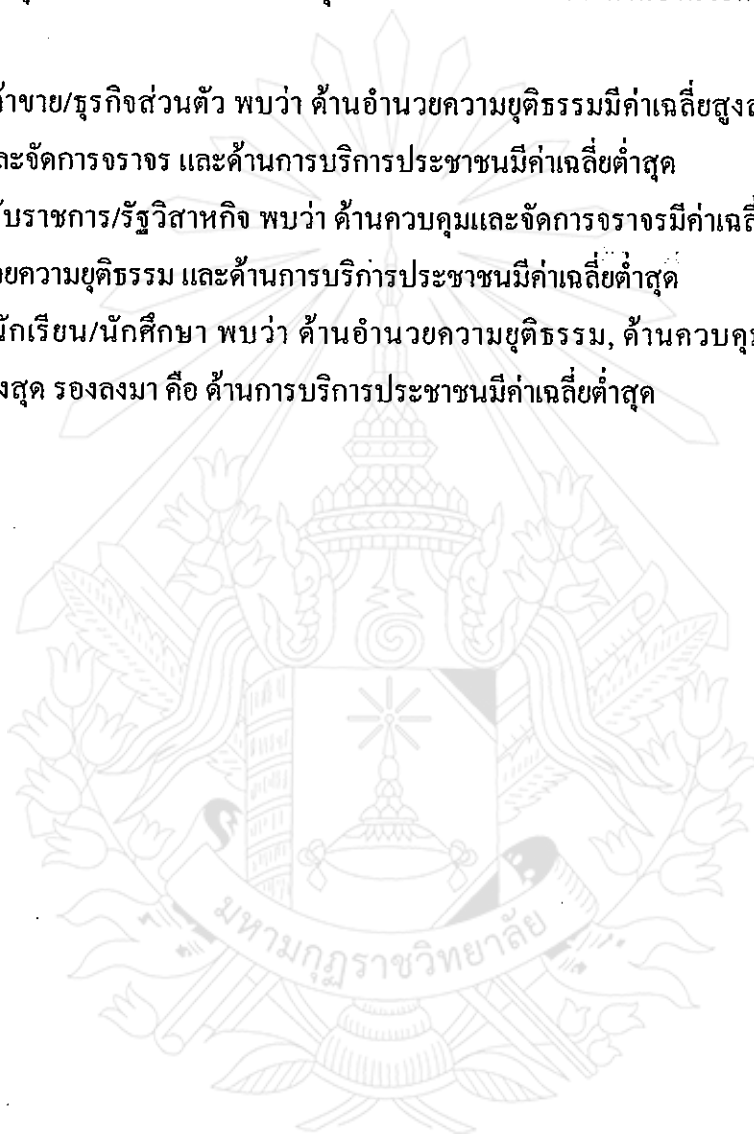 ้าขาย/ธุรกิจส่วนตัว พบว่า ด้านอำนวยความยุติธรรมมีค่าเฉลี่ยสูงส
ละจัดการจราจร และด้านการบริการประชาชนมีค่าเฉลี่ยต่ำสุด
ับราชการ/รัฐวิสาหกิจ พบว่า ด้านควบคุมและจัดการจราจรมีค่าเฉลี่
ยความยุติธรรม และด้านการบริการประชาชนมีค่าเฉลี่ยต่ำสุด
นักเรียน/นักศึกษา พบว่า ด้านอำนวยความยุติธรรม, ด้านควบคุม
งสุด รองลงมา คือ ด้านการบริการประชาชนมีค่าเฉลี่ยต่ำสุด
มหามกุฏราชวิทยาลัย